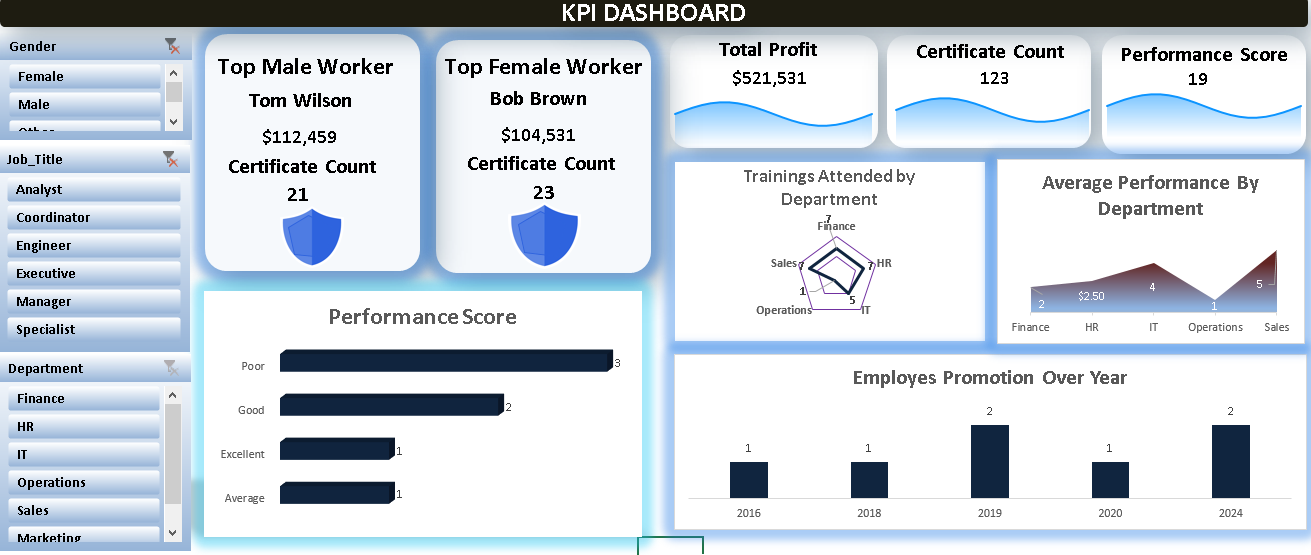 KPI DASHBOARD
Gender
Female
Male
Other
Job_Title
Analyst
Coordinator
Engineer
Executive
Manager
Specialist
Department
Finance
HR
IT
Operations
Sales
Marketing
Top Male Worker
Tom Wilson
$112,459
Certificate Count
21
Top Female Worker
Bob Brown
$104,531
Certificate Count
23
Total Profit
$521,531
Certificate Count
123
Performance Score
19
Performance Score
Poor
3
Good
2
Excellent
1
Average
1
Trainings Attended by
Department
7
Finance
Sales
7
7
HR
1
5
Operations
IT
Average Performance By
Department
2
$2.50
4
1
5
Finance
HR
IT
Operations
Sales
Employes Promotion Over Year
1
1
2
1
2
2016
2018
2019
2020
2024